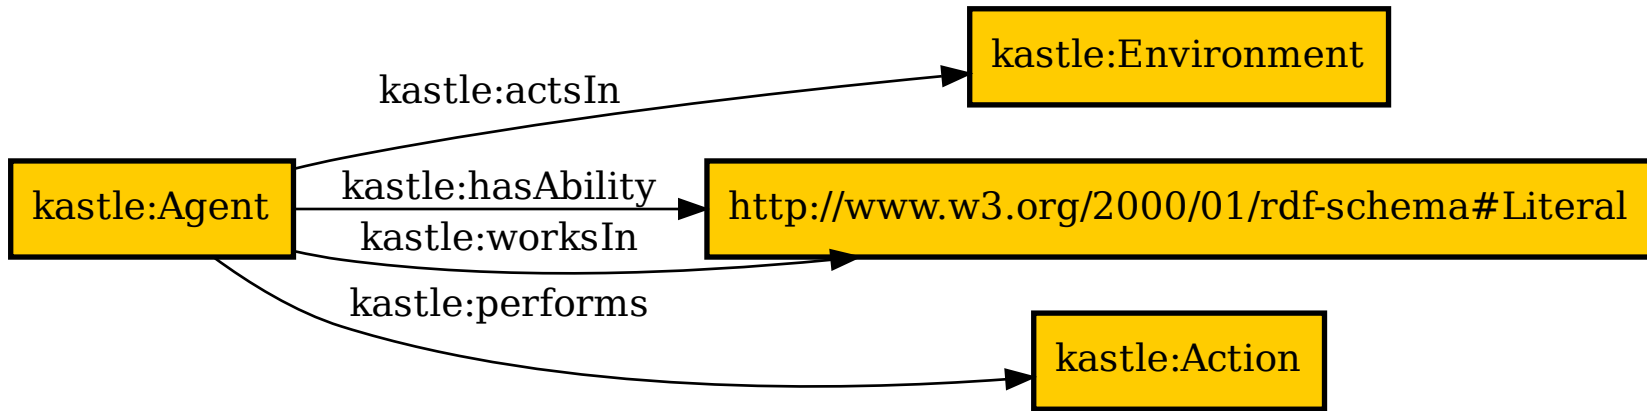 kastle:Environment
kastle:actsIn
kastle:Agent
kastle:hasAbility
http://www.w3.org/2000/01/rdf-schema#Literal
kastle:worksIn
kastle:performs
kastle:Action